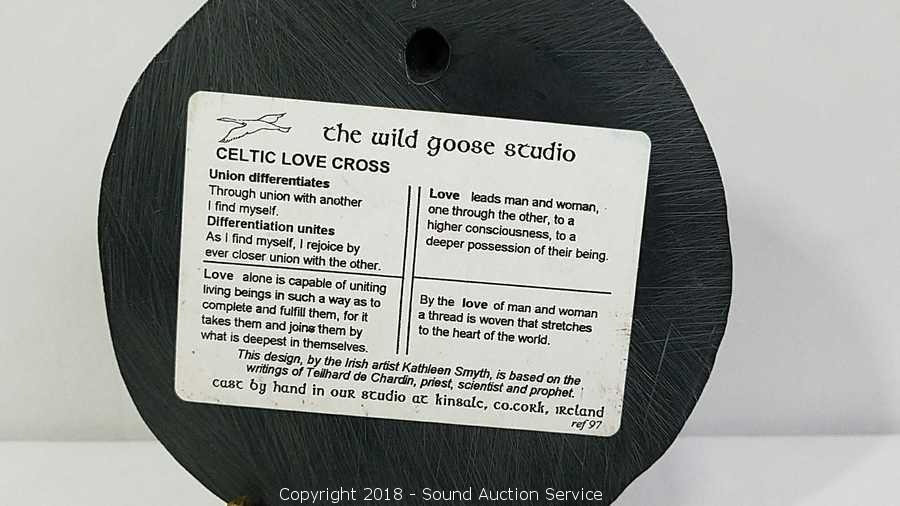 the wild goose studio
CELTIC LOVE CROSS
Union differentiates
Through union with another
I find myself.
Differentiation unites
As I find myself, I rejoice by
ever closer union with the other.
Love leads man and woman,
one through the other, to a
higher consciousness, to a
deeper possession of their being.
Love alone is capable of uniting
living beings in such a way as to
complete and fulfill them, for it
takes them and joins them by
what is deepest in themselves.
By the love of man and woman
a thread is woven that stretches
to the heart of the world.
This design, by the Irish artist Kathleen Smyth, is based on the
writings of Teilhard de Chardin, priest, scientist and prophet.
cast by hand in our studio at kinsale, co.cork, ireland
ref 97
Copyright 2018 - Sound Auction Service